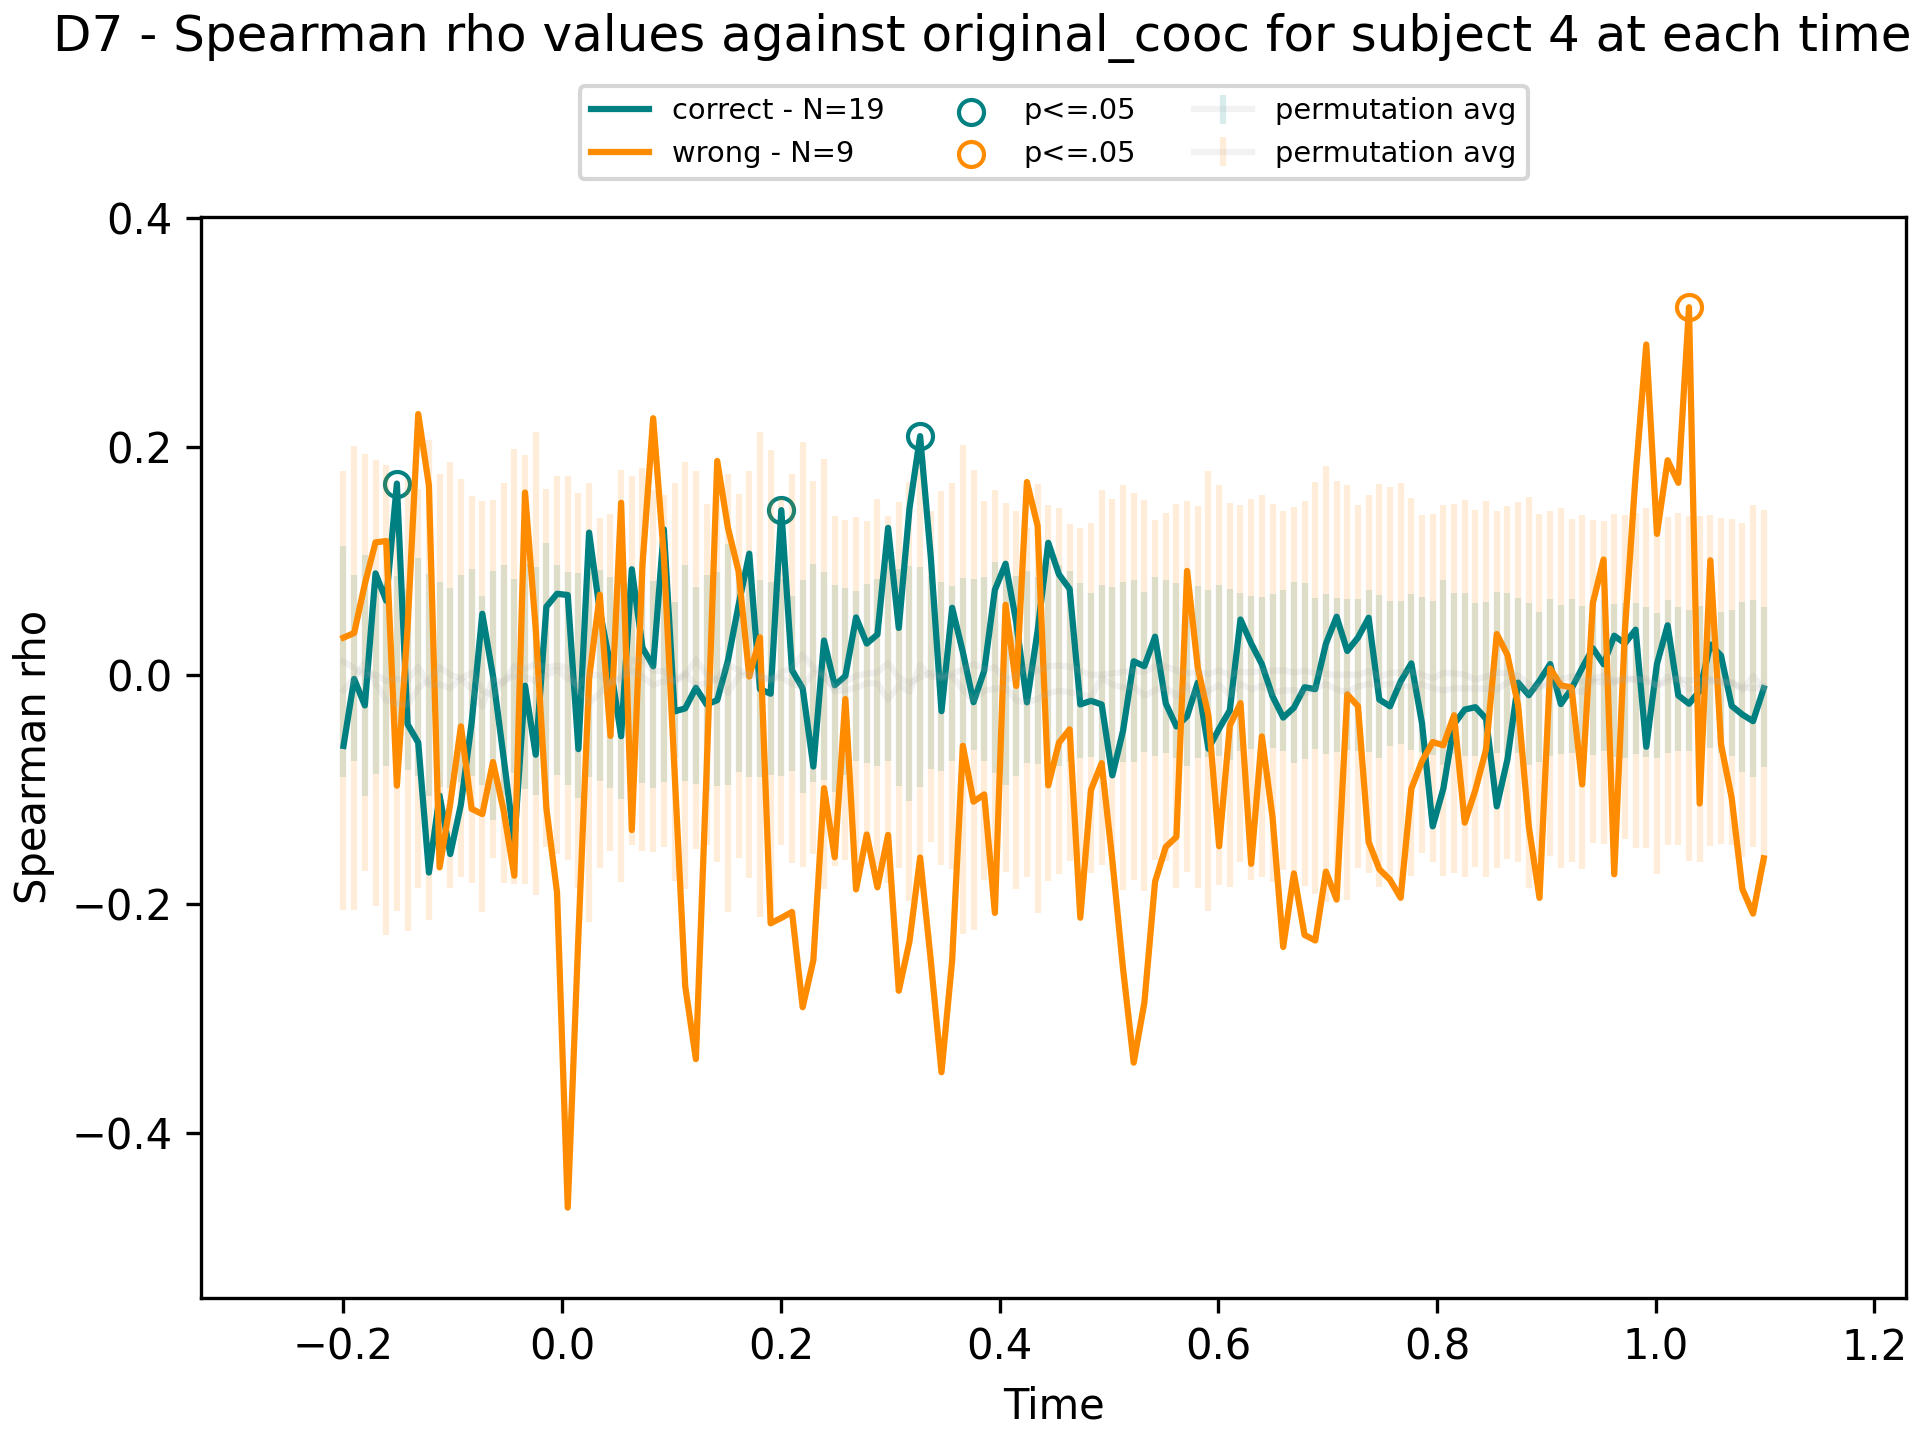 D7 - Spearman rho values against original_cooc for subject 4 at each time
correct - N=19
wrong - N=9
p<=.05
p<=.05
permutation avg
permutation avg
0.4
0.2
0.0
−0.2
−0.4
Spearman rho
−0.2 0.0 0.2 0.4 0.6 0.8 1.0 1.2
Time